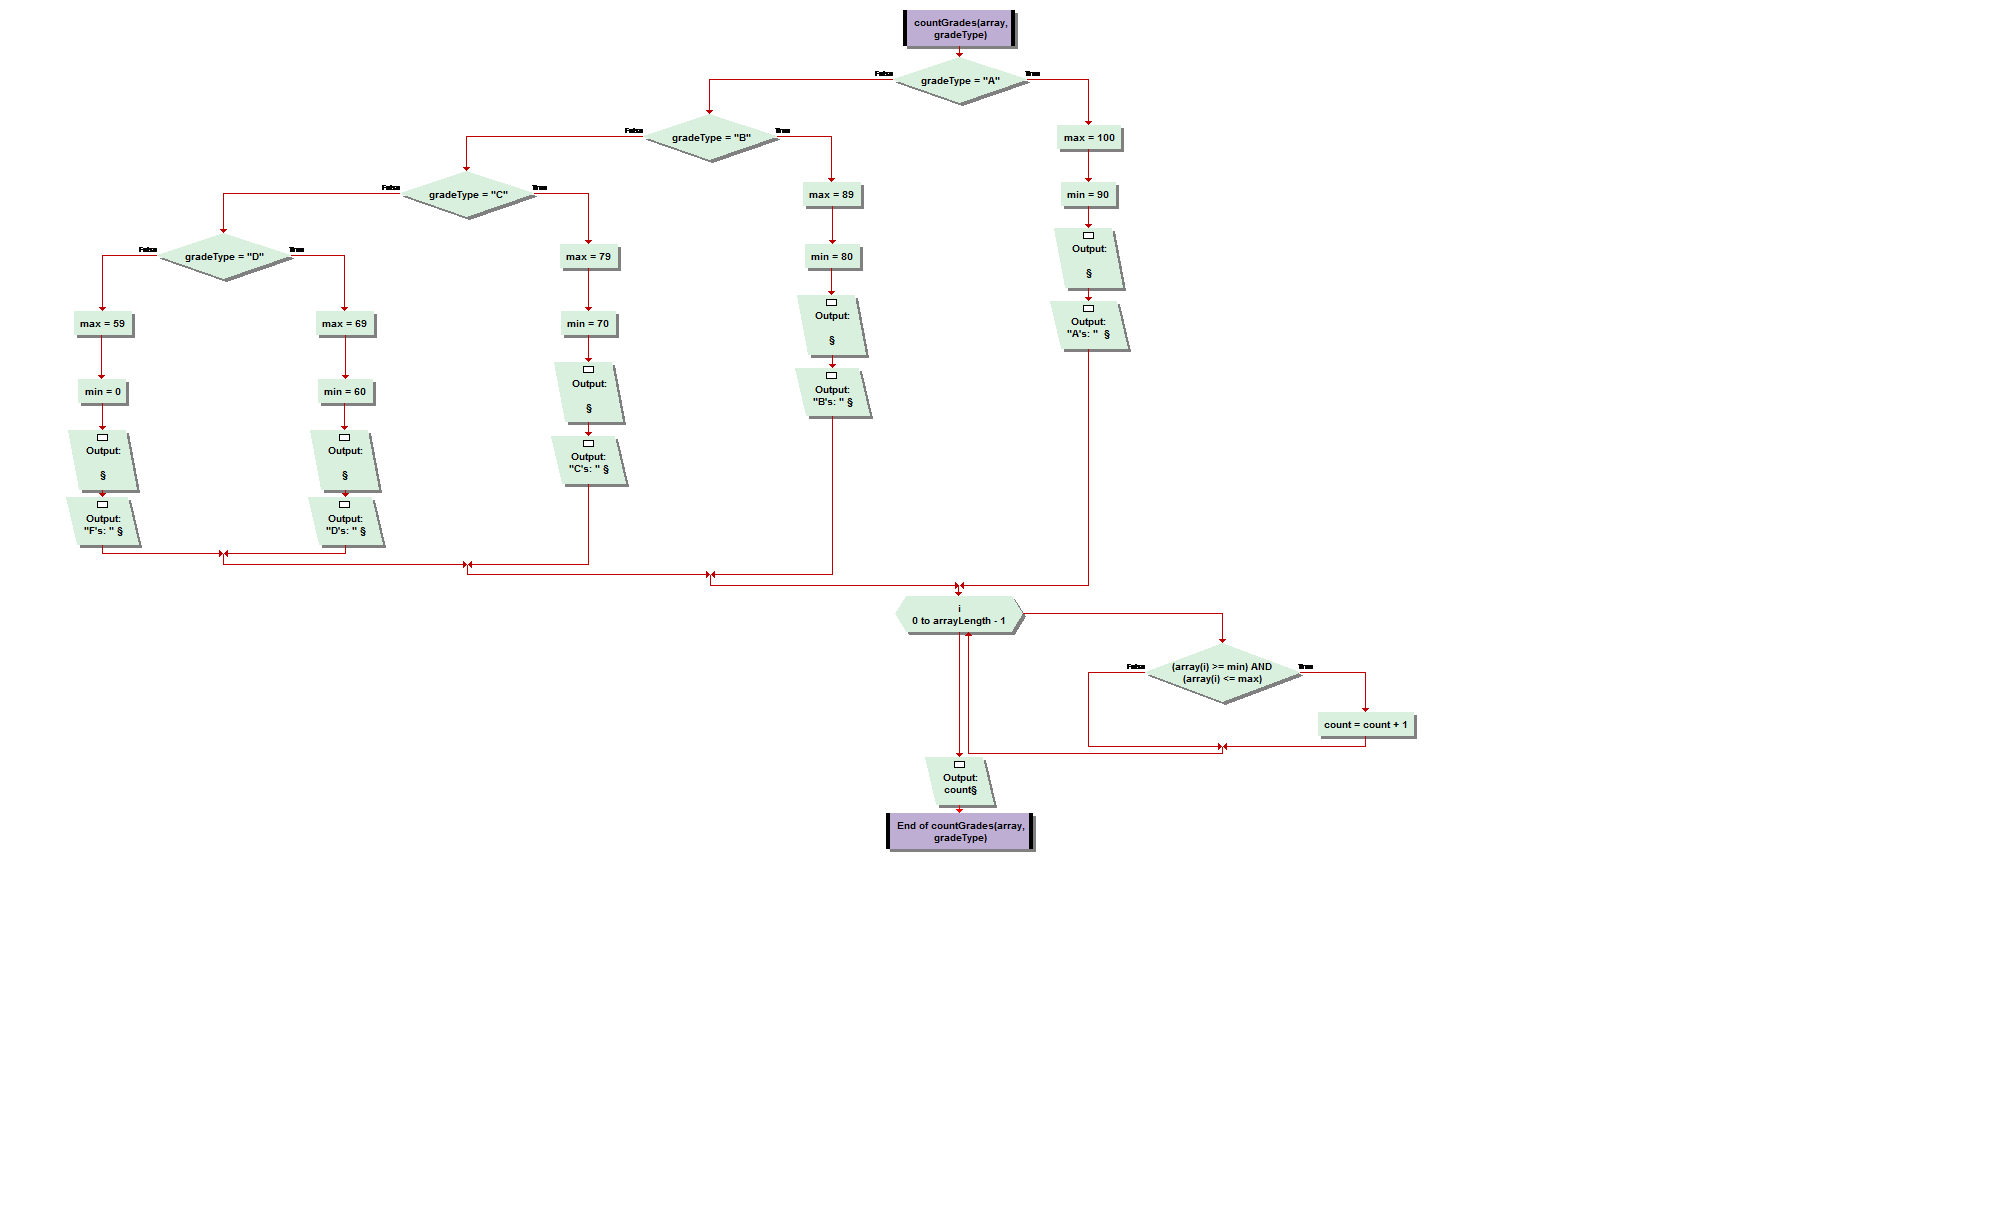 countGrades(array,
gradeType)
False
gradeType = "A"
True
False
gradeType = "B"
True
max = 100
False
gradeType = "C"
True
max = 89
min = 90
False
gradeType = "D"
True
max = 79
min = 80
Output:
§
max = 59
max = 69
min = 70
Output:
§
Output:
"A's: "  §
min = 0
min = 60
Output:
§
Output:
"B's: " §
Output:
§
Output:
§
Output:
"C's: " §
Output:
"F's: " §
Output:
"D's: " §
i
0 to arrayLength - 1
False
(array(i) >= min) AND
(array(i) <= max)
True
count = count + 1
Output:
count§
End of countGrades(array,
gradeType)